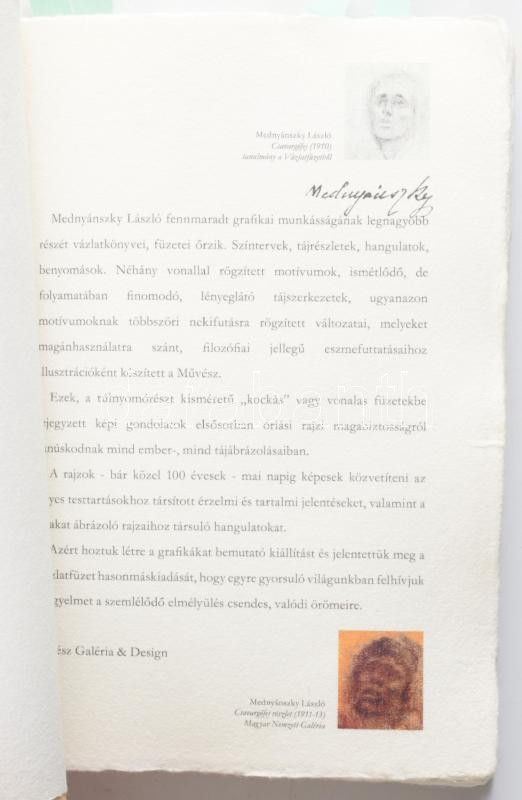 Mednyánszky László
Csavargófej (1910)
tanulmány a Vázlatfüzetből
Mednyánszky
Mednyánszky László fennmaradt grafikai munkásságának legnagyobb
részét vázlatkönyvei, füzetei őrzik. Színtervek, tájrészletek, hangulatok,
benyomások. Néhány vonallal rögzített motívumok, ismétlődő, de
folyamatában finomodó, lényeglátó tájszerkezetek, ugyanazon
motívumoknak többszöri nekifutásra rögzített változatai, melyeket
magánhasználatra szánt, filozófiai jellegű eszmefuttatásaihoz
illusztrációként készített a Művész.
Ezek, a túlnyomórészt kisméretű „kockás" vagy vonalas füzetekbe
ejegyzett képi gondolatok elsősorban óriási rajzi magabiztosságról
anúskodnak mind ember-, mind tájábrázolásaiban.
A rajzok - bár közel 100 évesek - mai napig képesek közvetíteni az
yes testtartásokhoz társított érzelmi és tartalmi jelentéseket, valamint a
akat ábrázoló rajzaihoz társuló hangulatokat.
Azért hoztuk létre a grafikákat bemutató kiállítást és jelentettük meg a
zlatfüzet hasonmáskiadását, hogy egyre gyorsuló világunkban felhívjuk
gyelmet a szemlélődő elmélyülés csendes, valódi örömeire.
ész Galéria & Design
Mednyánszky László
Csavargófej részlet (1911-13)
Magyar Nemzeti Galéria